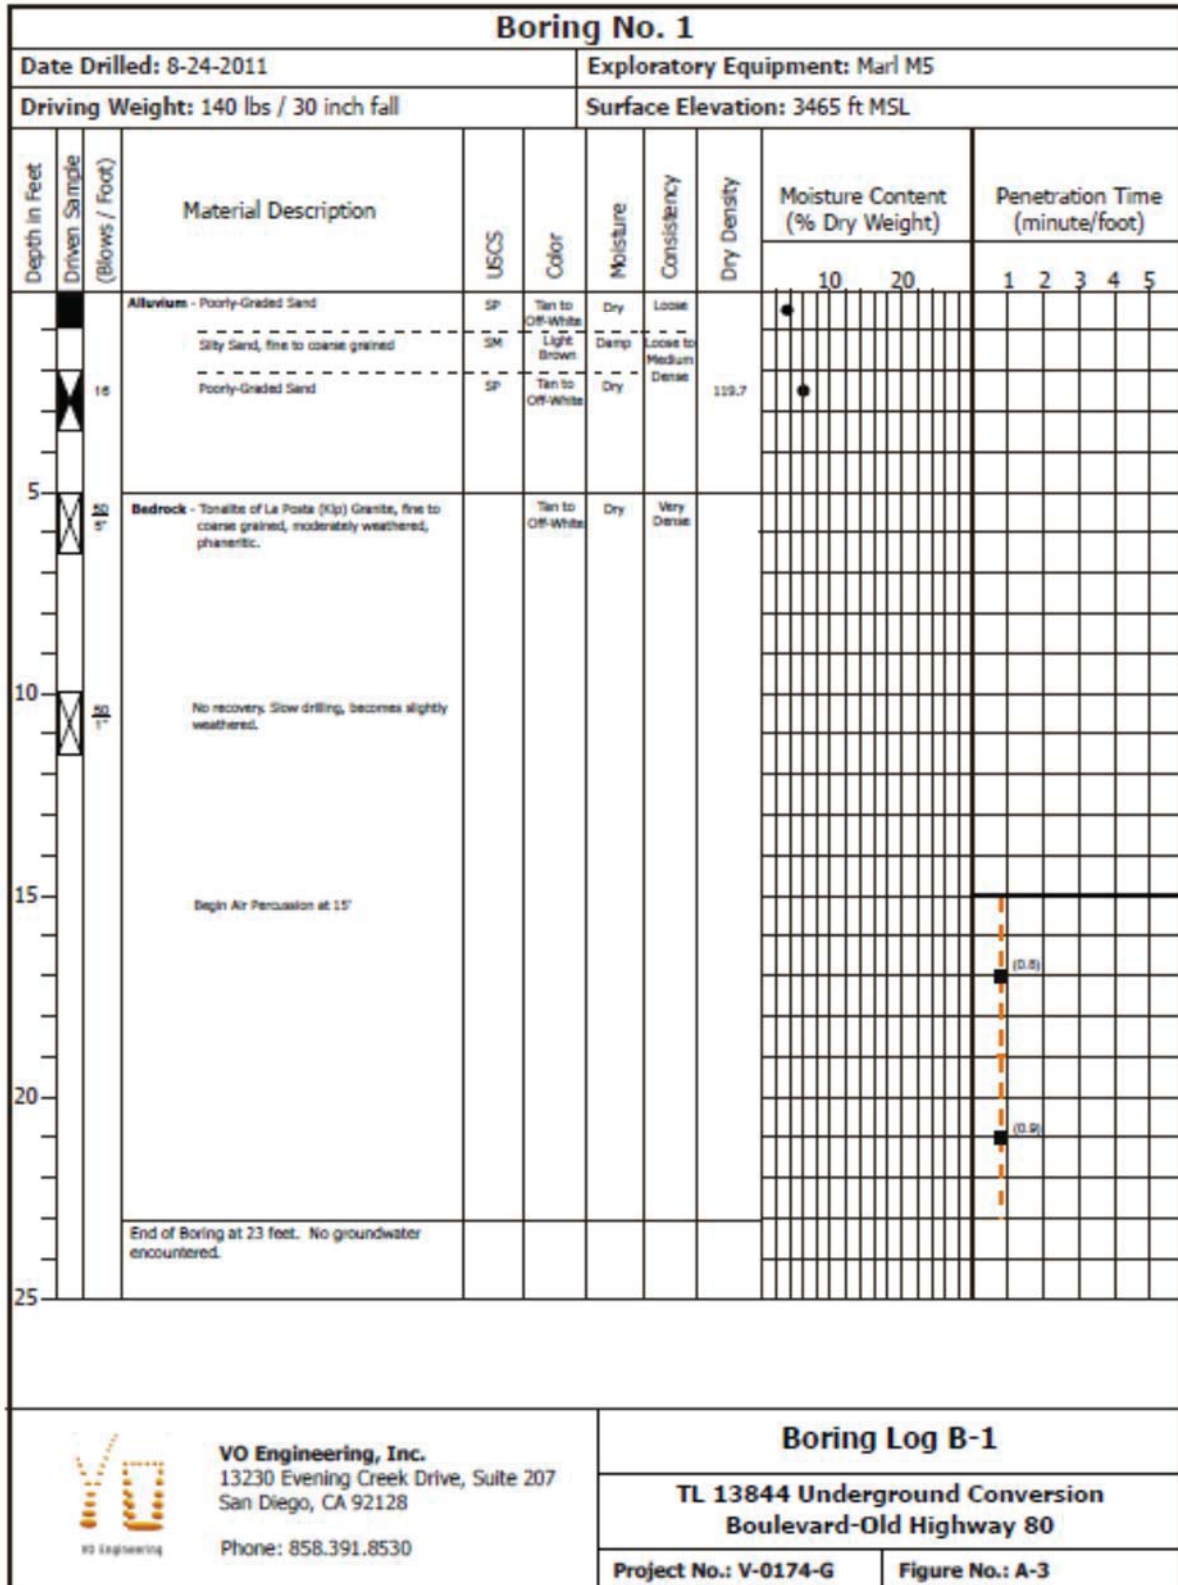 Boring No. 1
Date Drilled: 8-24-2011
Exploratory Equipment: Marl M5
Driving Weight: 140 lbs / 30 inch fall
Surface Elevation: 3465 ft MSL
Depth in Feet
Driven Sample
(Blows / Foot)
Material Description
USCS
Color
Moisture
Consistency
Dry Density
Moisture Content
(% Dry Weight)
Penetration Time
(minute/foot)
10 20
1 2 3 4 5
Alluvium - Poorly-Graded Sand SP Tan to Off-White Dry Loose
Silty Sand, fine to coarse grained SM Light Brown Damp Loose to Medium Dense
16 Poorly-Graded Sand SP Tan to Off-White Dry 119.7
5
50
5"
Bedrock - Tonalite of La Posta (Klp) Granite, fine to
coarse grained, moderately weathered,
phaneritic.
Tan to Off-White Dry Very Dense
10
50
1"
No recovery. Slow drilling, becomes slightly
weathered.
15
Begin Air Percussion at 15'
(0.8)
20
(0.9)
End of Boring at 23 feet. No groundwater
encountered.
25
VO
VO Engineering
VO Engineering, Inc.
13230 Evening Creek Drive, Suite 207
San Diego, CA 92128
Phone: 858.391.8530
Boring Log B-1
TL 13844 Underground Conversion
Boulevard-Old Highway 80
Project No.: V-0174-G
Figure No.: A-3